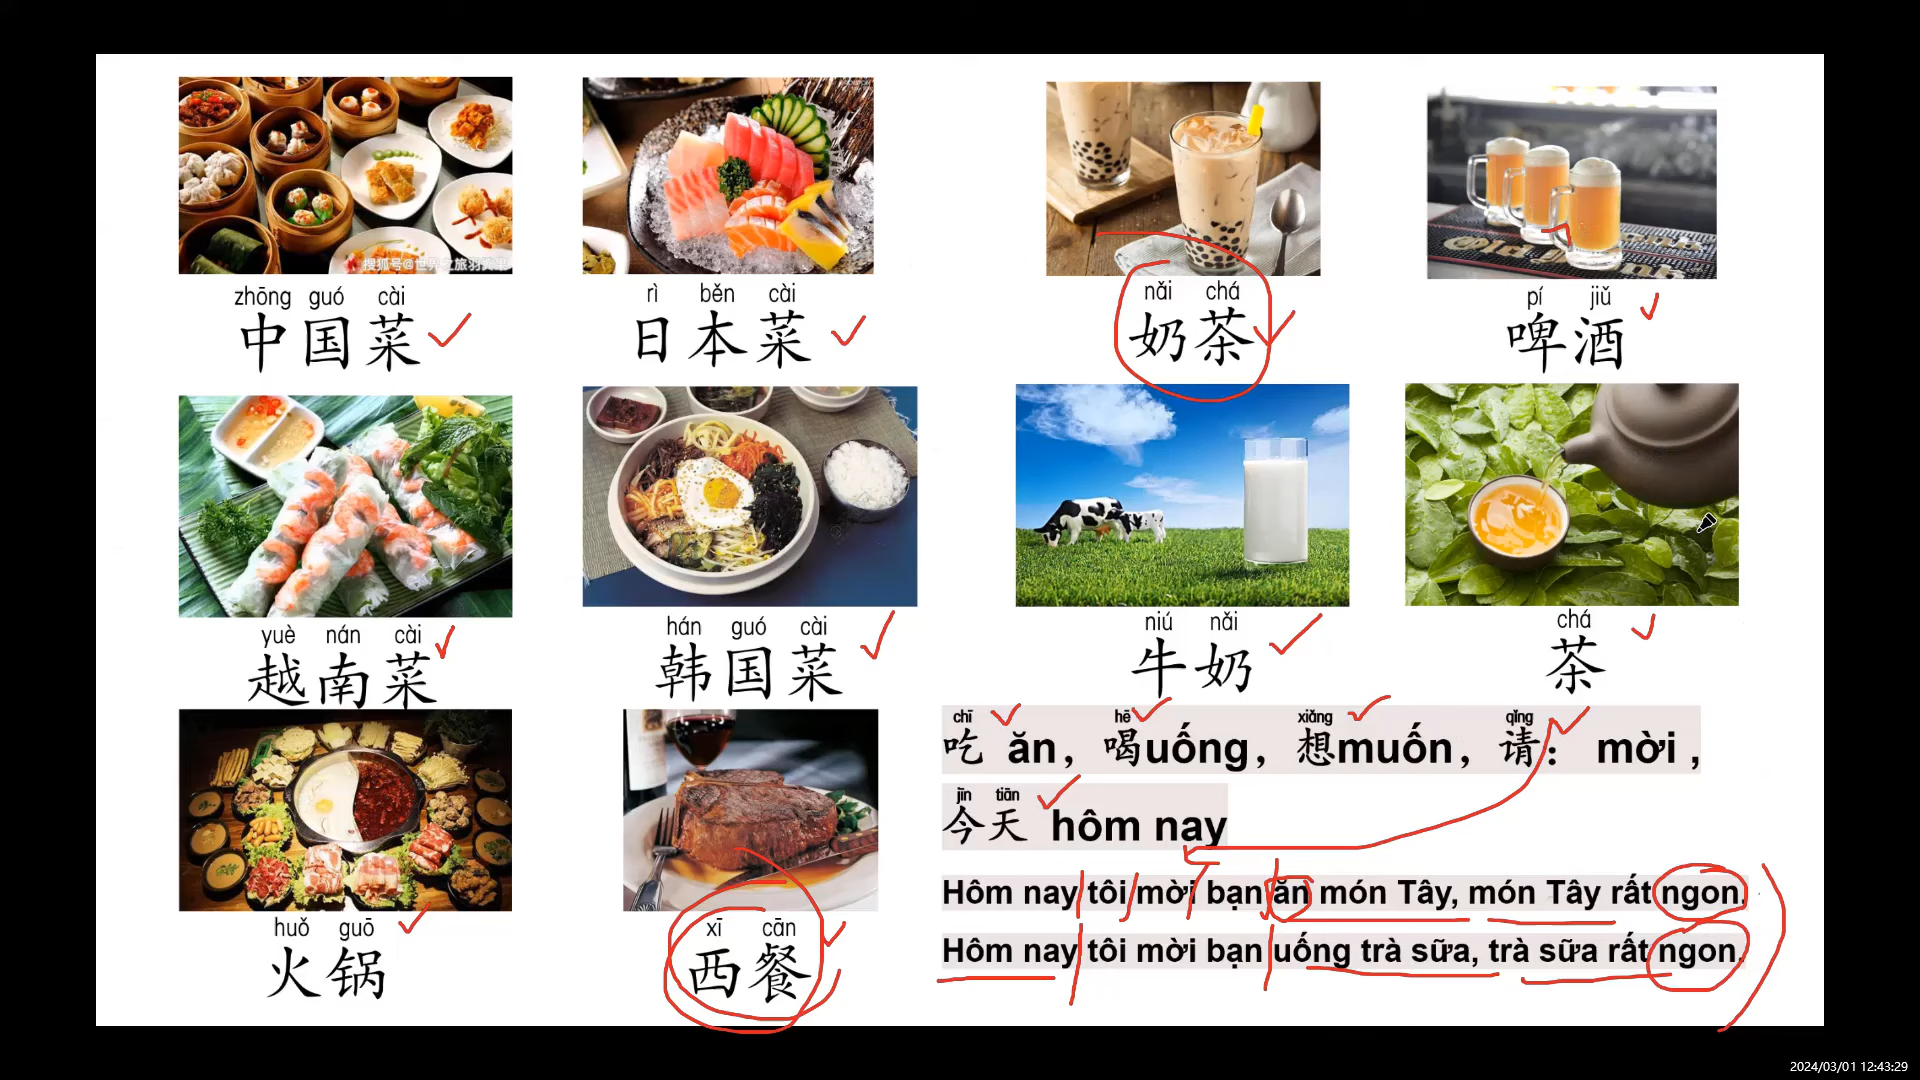 zhōng guó cài
中国菜
rì běn cài
日本菜
nǎi chá
奶茶
pí jiǔ
啤酒
yuè nán cài
越南菜
hán guó cài
韩国菜
niú nǎi
牛奶
chá
茶
huǒ guō
火锅
xī cān
西餐
chī hē xiǎng qǐng
吃 ăn, 喝uống, 想muốn, 请: mời ,
jīn tiān
今天 hôm nay
Hôm nay tôi mời bạn ăn món Tây, món Tây rất ngon.
Hôm nay tôi mời bạn uống trà sữa, trà sữa rất ngon.
2024/03/01 12:43:29